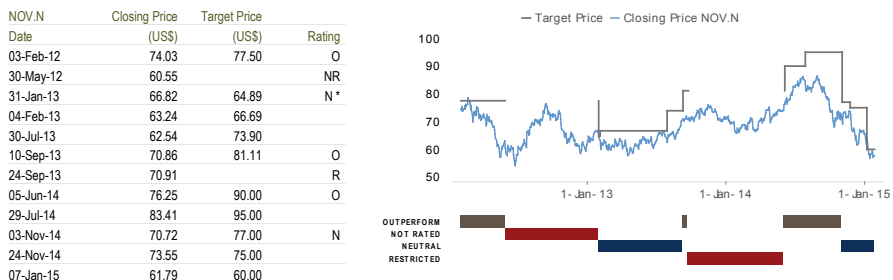 NOV.N Closing Price Target Price
Date (US$) (US$) Rating
03-Feb-12 74.03 77.50 O
30-May-12 60.55 NR
31-Jan-13 66.82 64.89 N *
04-Feb-13 63.24 66.69
30-Jul-13 62.54 73.90
10-Sep-13 70.86 81.11 O
24-Sep-13 70.91 R
05-Jun-14 76.25 90.00 O
29-Jul-14 83.41 95.00
03-Nov-14 70.72 77.00 N
24-Nov-14 73.55 75.00
07-Jan-15 61.79 60.00
Target Price Closing Price NOV.N
100
90
80
70
60
50
1-Jan-13 1-Jan-14 1-Jan-15
OUTPERFORM
NOT RATED
NEUTRAL
RESTRICTED